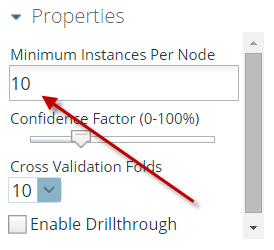 Properties
Minimum Instances Per Node
10
Confidence Factor (0-100%)
Cross Validation Folds
10
Enable Drillthrough